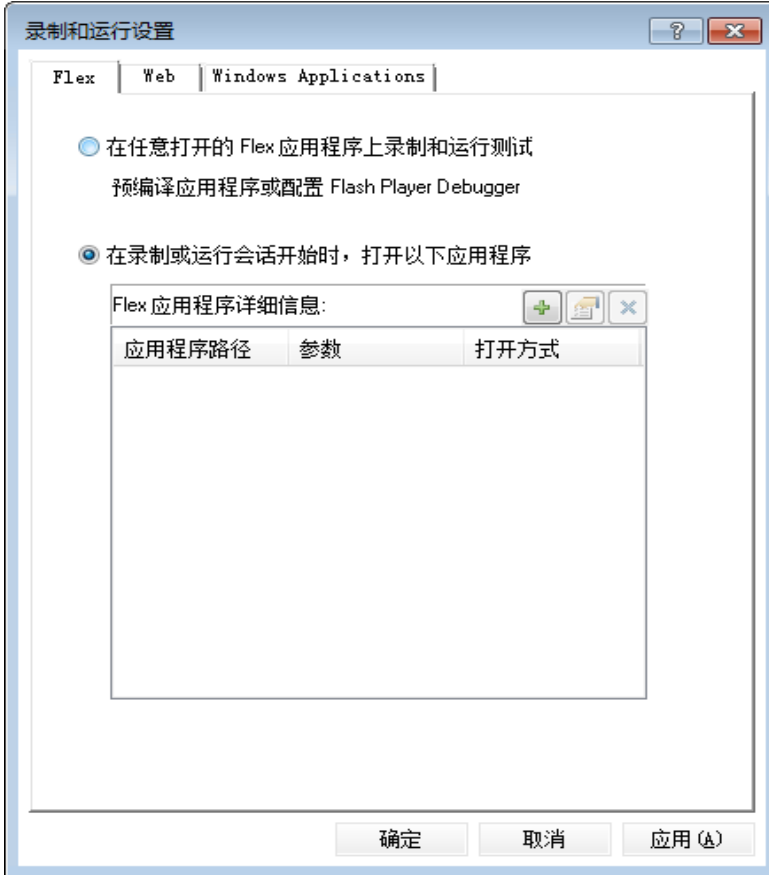 录制和运行设置
Flex Web Windows Applications
在任意打开的 Flex 应用程序上录制和运行测试
预编译应用程序或配置 Flash Player Debugger
在录制或运行会话开始时，打开以下应用程序
Flex 应用程序详细信息:
应用程序路径 参数 打开方式
确定 取消 应用(A)